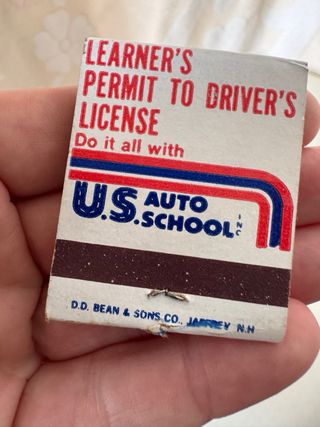 LEARNER'S
PERMIT TO DRIVER'S
LICENSE
Do it all with
U.S. AUTO
.SCHOOL INC
D.D. BEAN & SONS CO., JAFFREY N.H